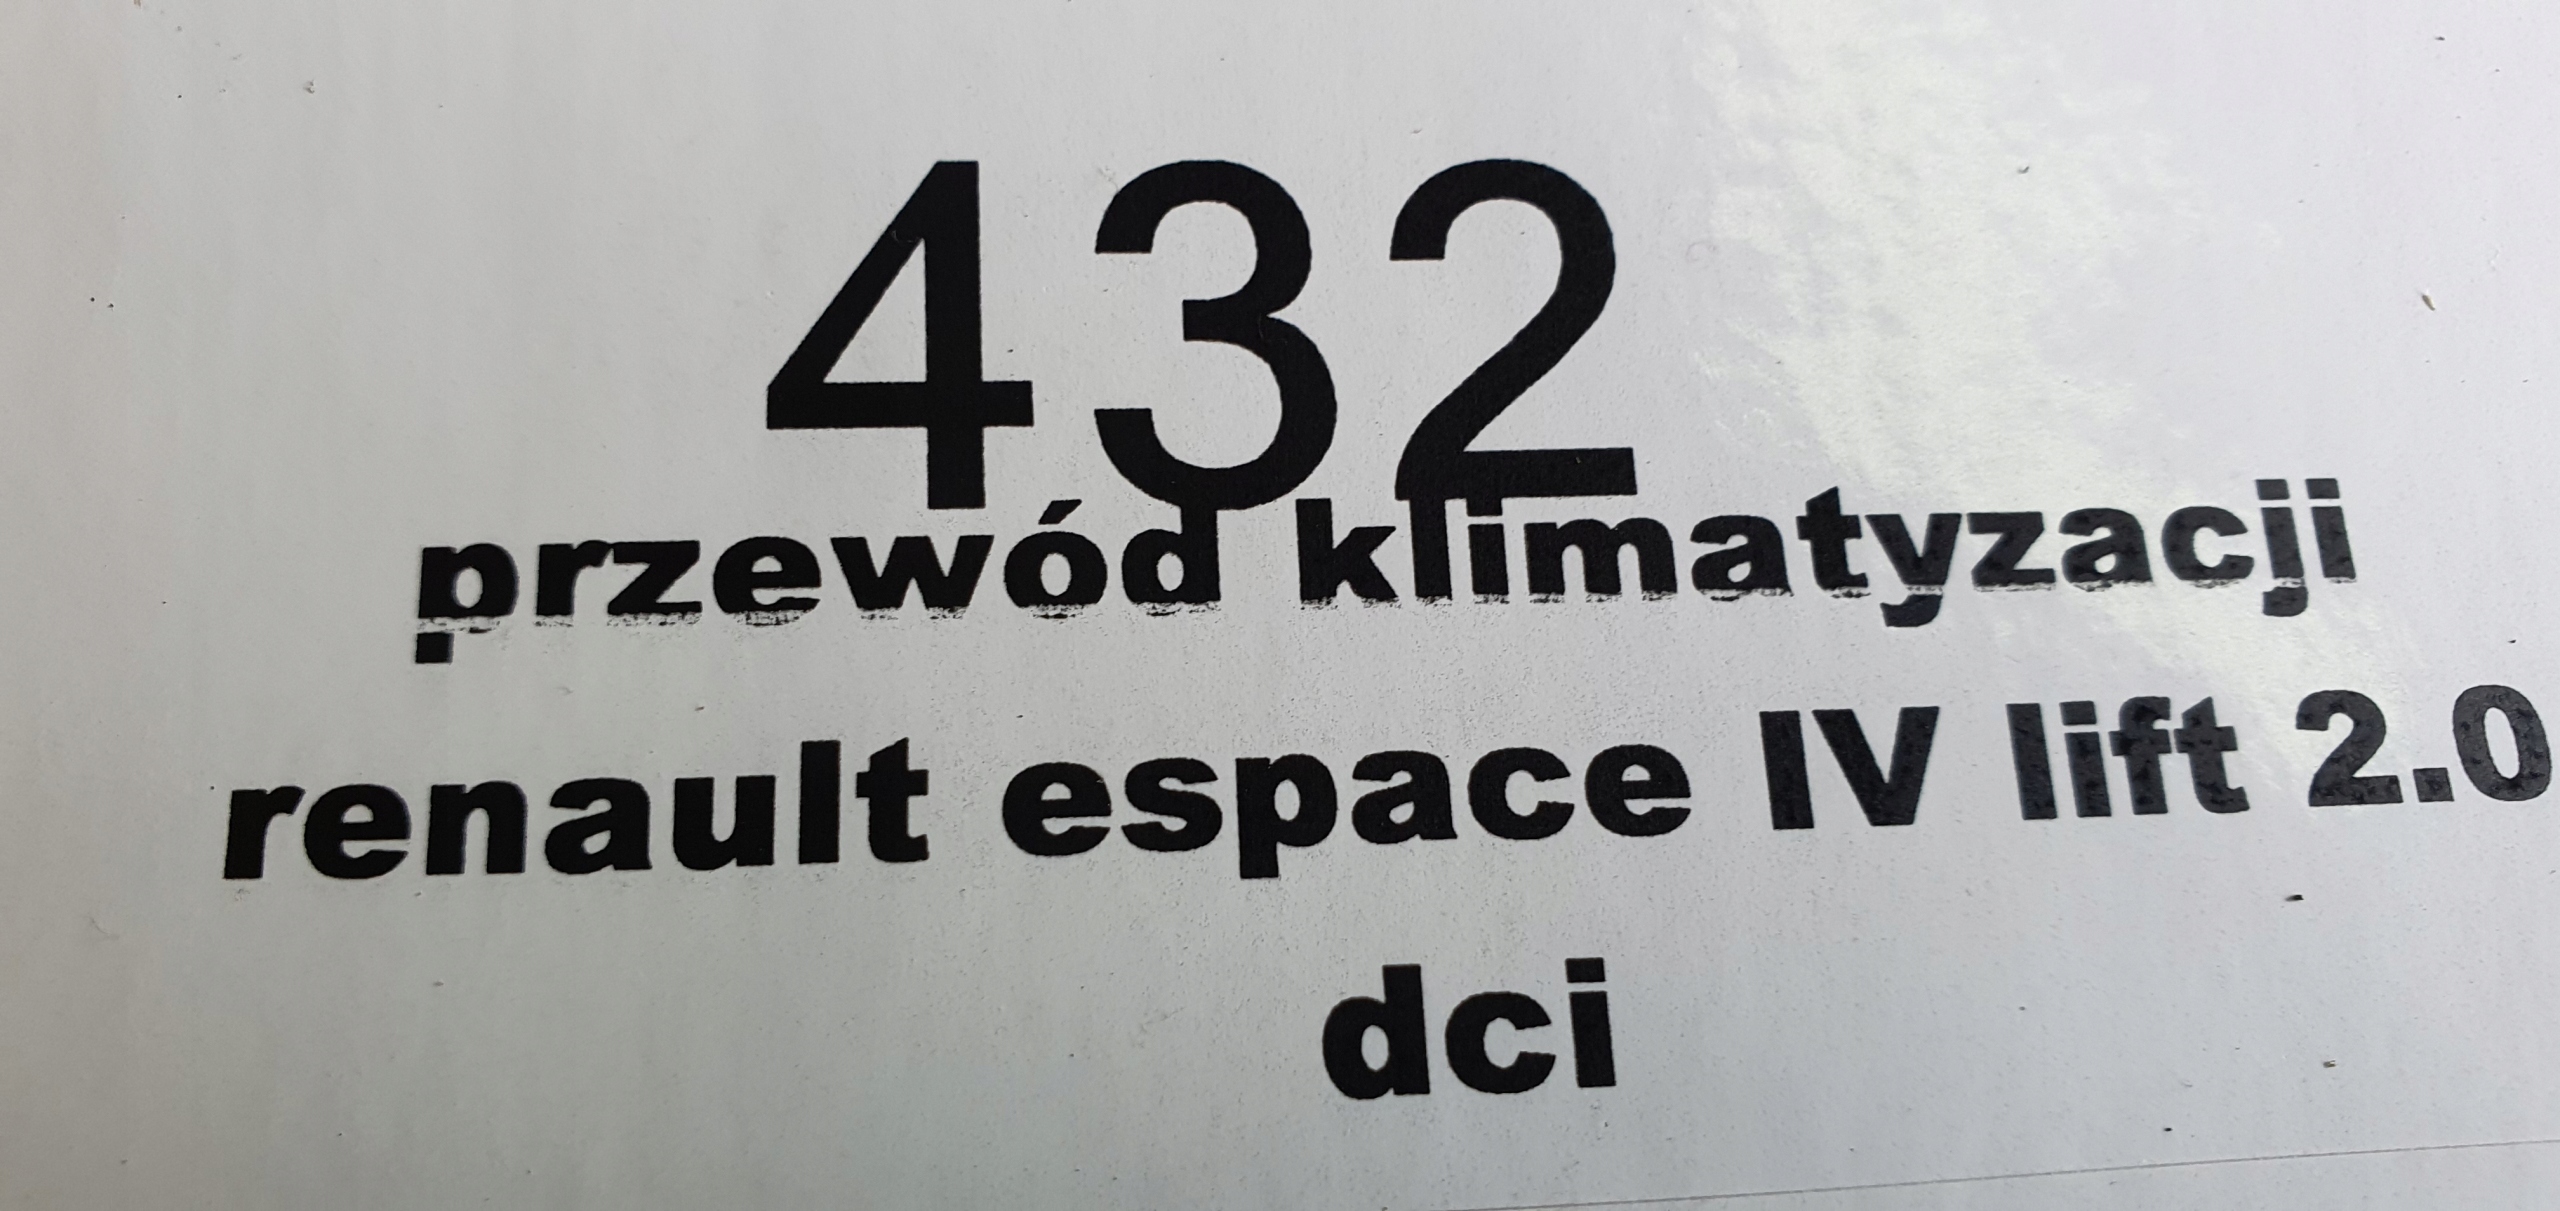 432
przewód klimatyzacji
renault espace IV lift 2.0
dci